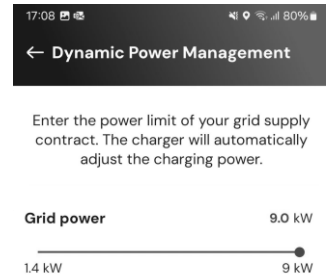 17:08 80%
← Dynamic Power Management
Enter the power limit of your grid supply
contract. The charger will automatically
adjust the charging power.
Grid power 9.0 kW
1.4 kW 9 kW